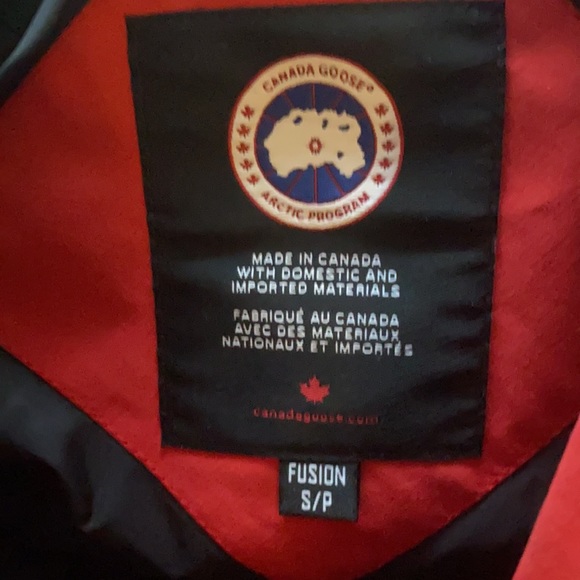 CANADA GOOSE®
ARCTIC PROGRAM
MADE IN CANADA
WITH DOMESTIC AND
IMPORTED MATERIALS
FABRIQUÉ AU CANADA
AVEC DES MATÉRIAUX
NATIONAUX ET IMPORTÉS
canadagoose.com
FUSION
S/P